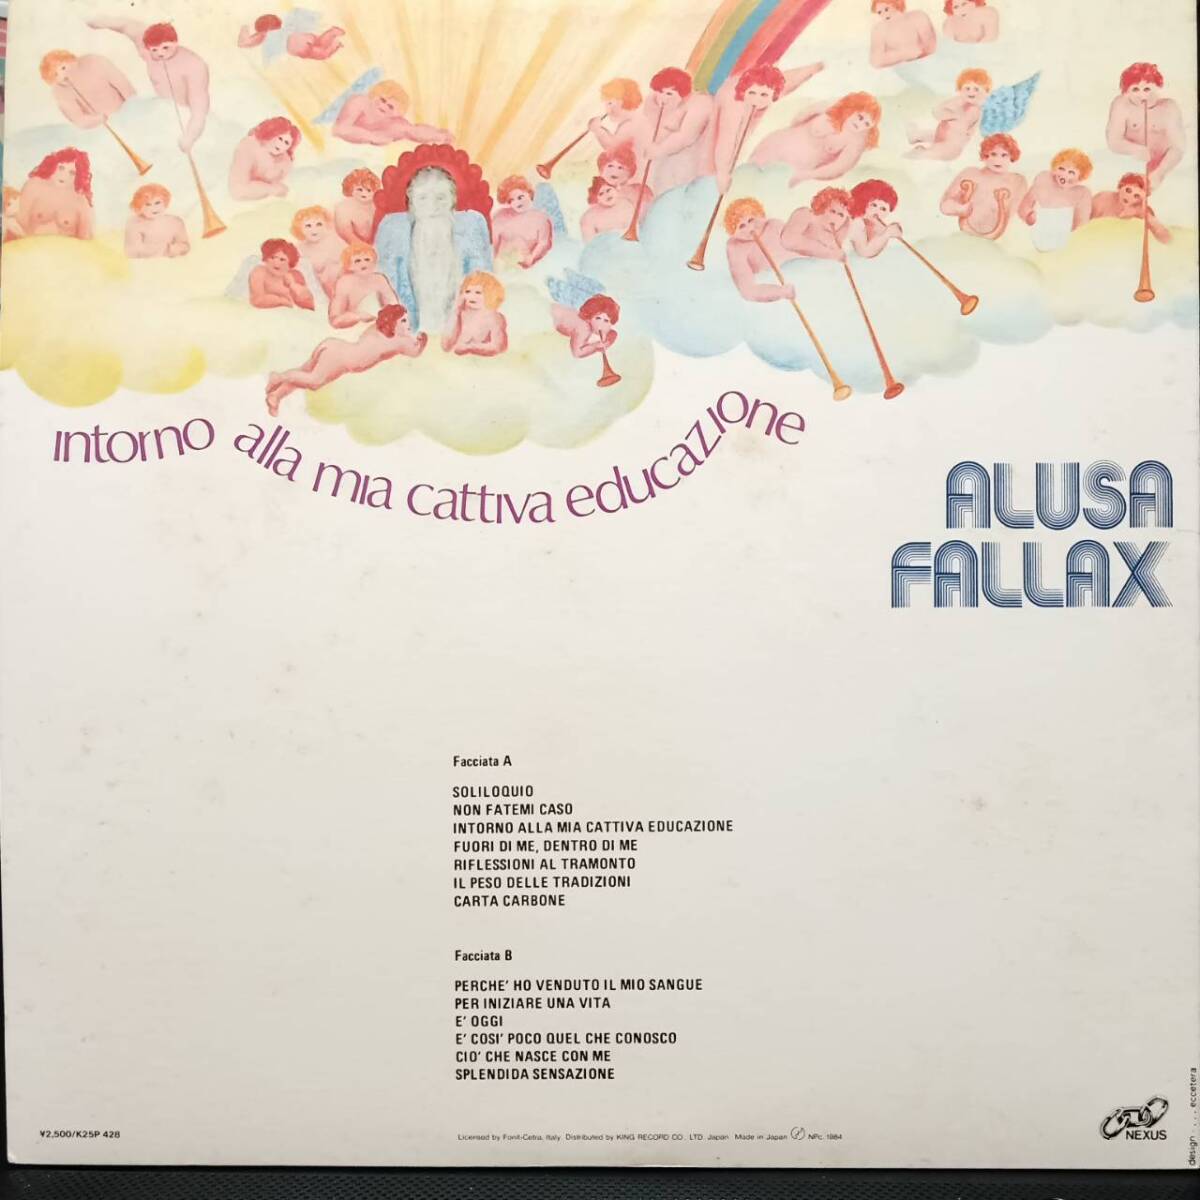 intorno alla mia cattiva educazione
ALUSA
FALLAX
Facciata A
SOLILOQUIO
NON FATEMI CASO
INTORNO ALLA MIA CATTIVA EDUCAZIONE
FUORI DI ME, DENTRO DI ME
RIFLESSIONI AL TRAMONTO
IL PESO DELLE TRADIZIONI
CARTA CARBONE
Facciata B
PERCHE' HO VENDUTO IL MIO SANGUE
PER INIZIARE UNA VITA
E' OGGI
E' COSI' POCO QUEL CHE CONOSCO
CIO' CHE NASCE CON ME
SPLENDIDA SENSAZIONE
¥2,500/K25P 428
Licensed by Fonit-Cetra, Italy. Distributed by KING RECORD CO., LTD. Japan Made in Japan Ⓟ NPc. 1984
NEXUS
design ... eccetera